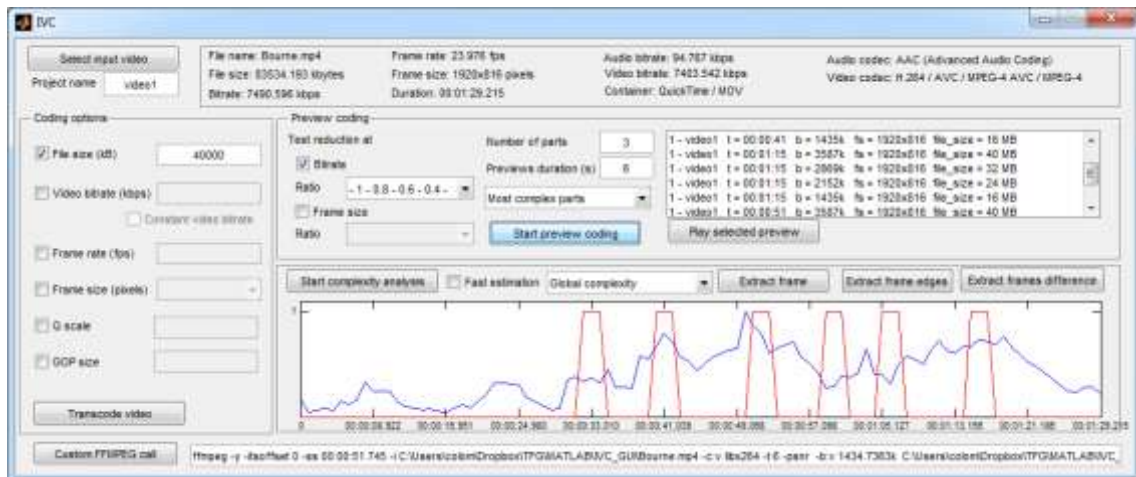 IVC
Select input video
Project name video1
File name: Bourne.mp4
File size: 83534.193 kbytes
Bitrate: 7490.596 kbps
Frame rate: 23.976 fps
Frame size: 1920x816 pixels
Duration: 00:01:29.215
Audio bitrate: 94.767 kbps
Video bitrate: 7403.542 kbps
Container: QuickTime / MOV
Audio codec: AAC (Advanced Audio Coding)
Video codec: H.264 / AVC / MPEG-4 AVC / MPEG-4
Coding options
File size (kB) 40000
Video bitrate (kbps)
Constant video bitrate
Frame rate (fps)
Frame size (pixels)
Q scale
GOP size
Transcode video
Preview coding
Test reduction at
Bitrate
Ratio - 1 - 0.8 - 0.6 - 0.4 -
Frame size
Ratio
Number of parts 3
Previews duration (s) 6
Most complex parts
Start preview coding
1 - video1 t = 00:00:41 b = 1435k fs = 1920x816 file_size = 16 MB
1 - video1 t = 00:01:15 b = 3587k fs = 1920x816 file_size = 40 MB
1 - video1 t = 00:01:15 b = 2869k fs = 1920x816 file_size = 32 MB
1 - video1 t = 00:01:15 b = 2152k fs = 1920x816 file_size = 24 MB
1 - video1 t = 00:01:15 b = 1435k fs = 1920x816 file_size = 16 MB
1 - video1 t = 00:00:51 b = 3587k fs = 1920x816 file_size = 40 MB
Play selected preview
Start complexity analysis Fast estimation Global complexity Extract frame Extract frame edges Extract frames difference
1
0 00:00:15.951 00:00:24.980 00:00:33.010 00:00:41.039 00:01:05.127 00:01:13.156 00:01:21.186 00:01:29.215
Custom FFMPEG call ffmpeg -y -itsoffset 0 -ss 00:00:51.745 -i C:\Users\colom\Dropbox\TFG\MATLAB\IVC_GUI\Bourne.mp4 -c:v libx264 -t 6 -psnr -b:v 1434.7363k C:\Users\colom\Dropbox\TFG\MATLAB\IVC_